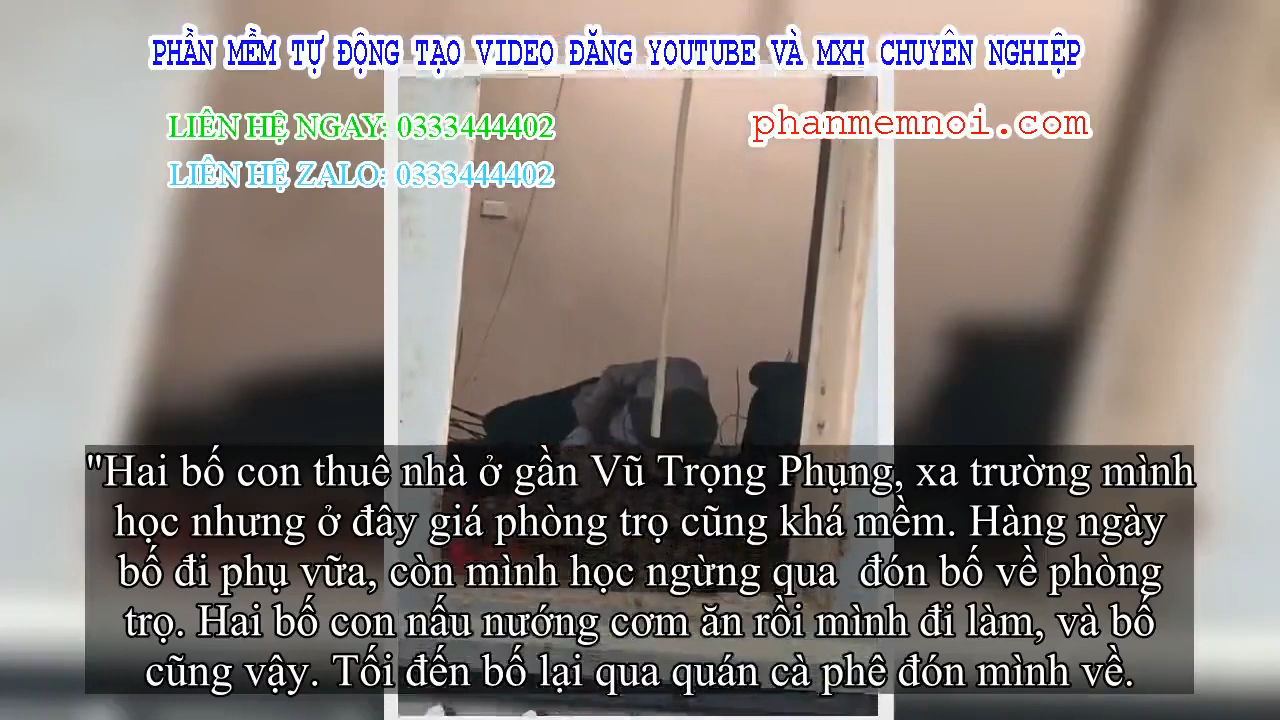 PHẦN MỀM TỰ ĐỘNG TẠO VIDEO ĐĂNG YOUTUBE VÀ MXH CHUYÊN NGHIỆP
LIÊN HỆ NGAY: 0333444402
phanmemnoi.com
LIÊN HỆ ZALO: 0333444402
"Hai bố con thuê nhà ở gần Vũ Trọng Phụng, xa trường mình
học nhưng ở đây giá phòng trọ cũng khá mềm. Hàng ngày
bố đi phụ vữa, còn mình học ngừng qua  đón bố về phòng
trọ. Hai bố con nấu nướng cơm ăn rồi mình đi làm, và bố
cũng vậy. Tối đến bố lại qua quán cà phê đón mình về.